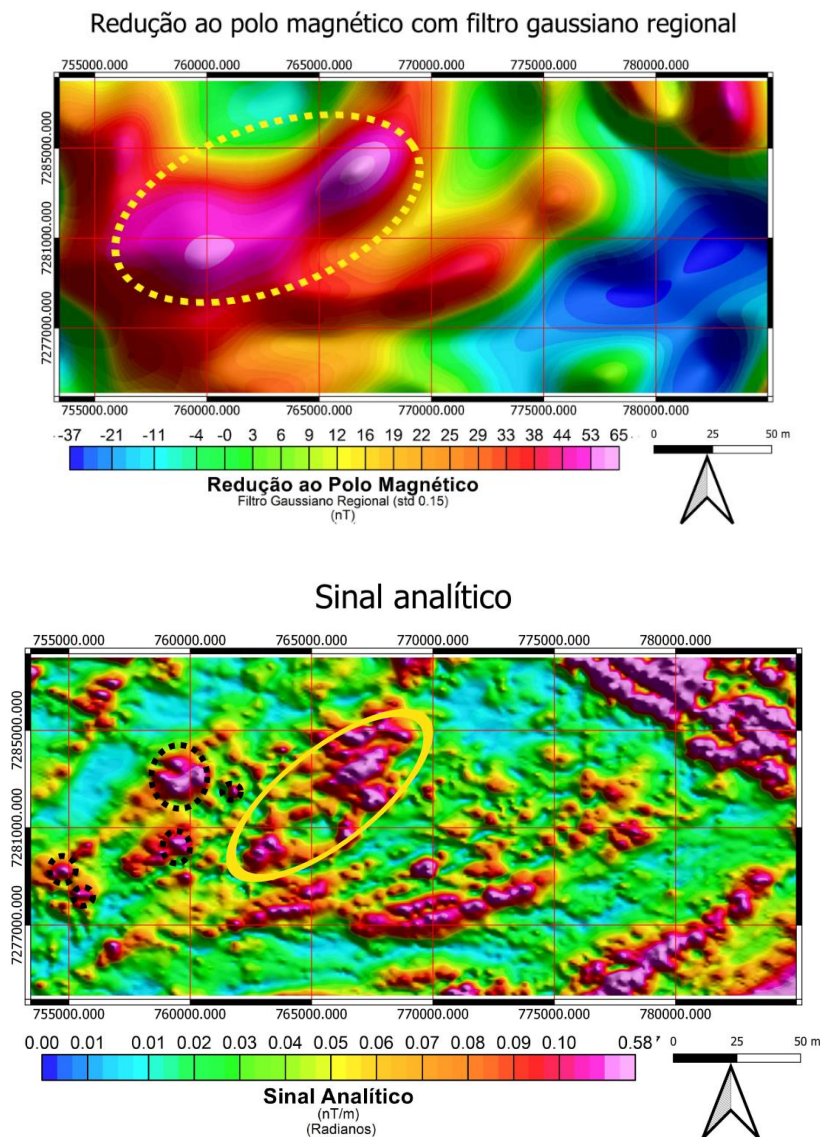 Redução ao polo magnético com filtro gaussiano regional
755000.000 760000.000 765000.000 770000.000 775000.000 780000.000
7285000.000
7281000.000
7277000.000
755000.000 760000.000 765000.000 770000.000 775000.000 780000.000
-37 -21 -11 -4 -0 3 6 9 12 16 19 22 25 29 33 38 44 53 65
0 25 50 m
Redução ao Polo Magnético
Filtro Gaussiano Regional (std 0.15)
(nT)
Sinal analítico
755000.000 760000.000 765000.000 770000.000 775000.000 780000.000
7285000.000
7281000.000
7277000.000
755000.000 760000.000 765000.000 770000.000 775000.000 780000.000
0.00 0.01 0.01 0.02 0.03 0.04 0.05 0.06 0.07 0.08 0.09 0.10 0.58
0 25 50 m
Sinal Analítico
(nT/m)
(Radianos)